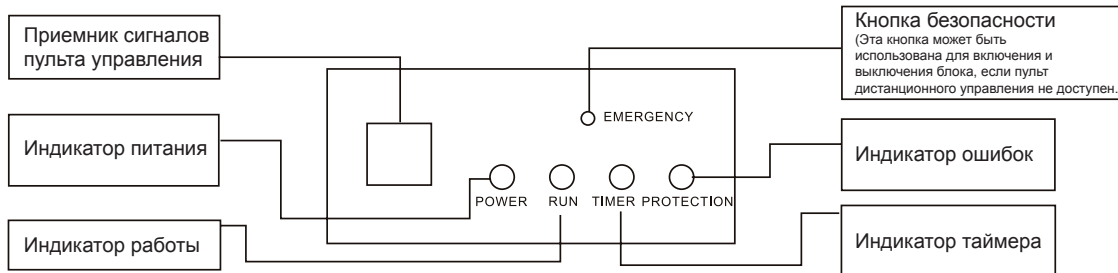 Приемник сигналов
пульта управления
Кнопка безопасности
(Эта кнопка может быть
использована для включения и
выключения блока, если пульт
дистанционного управления не доступен.
EMERGENCY
Индикатор питания
Индикатор ошибок
POWER RUN TIMER PROTECTION
Индикатор работы
Индикатор таймера